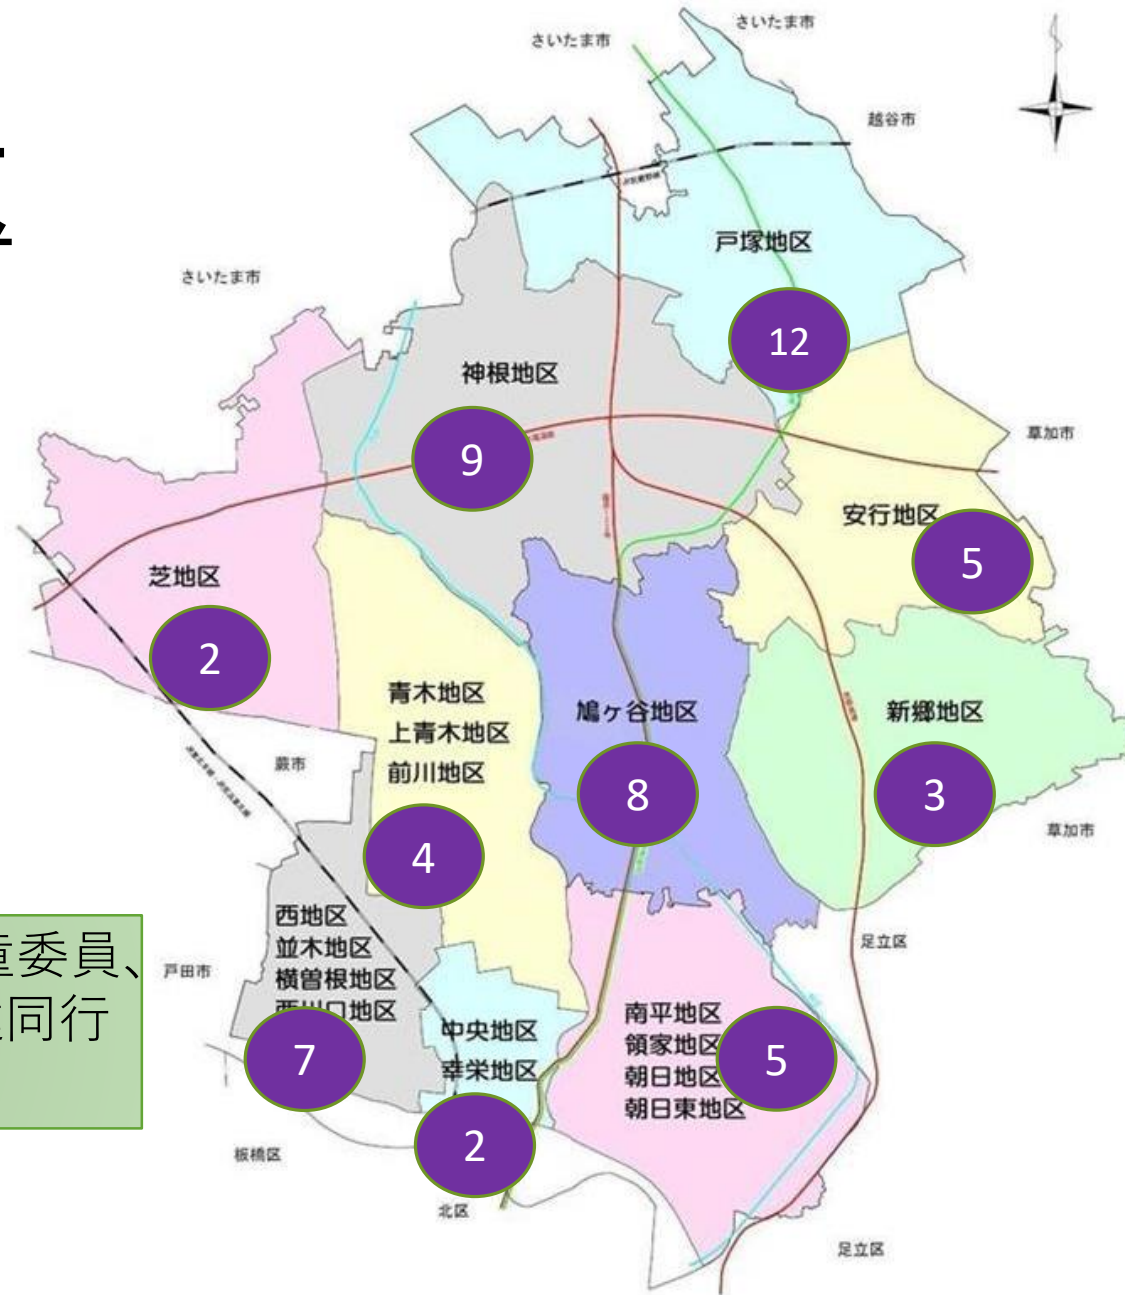 さいたま市
さいたま市
越谷市
戸塚地区
さいたま市
12
神根地区
草加市
9
安行地区
5
芝地区
2
青木地区
上青木地区
前川地区
鳩ヶ谷地区
新郷地区
蕨市
8
3
草加市
4
西地区
並木地区
横曽根地区
西川口地区
7
委員、
同行
戸田市
足立区
中央地区
幸栄地区
2
南平地区
領家地区
朝日地区
朝日東地区
5
板橋区
北区
足立区